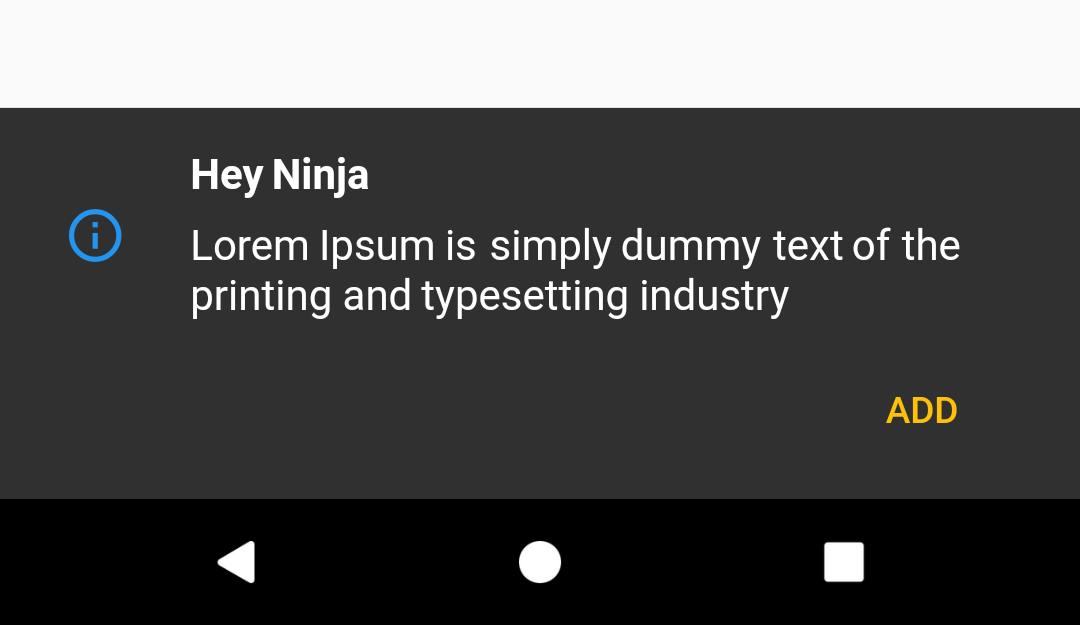 Hey Ninja
Lorem Ipsum is simply dummy text of the
printing and typesetting industry
ADD